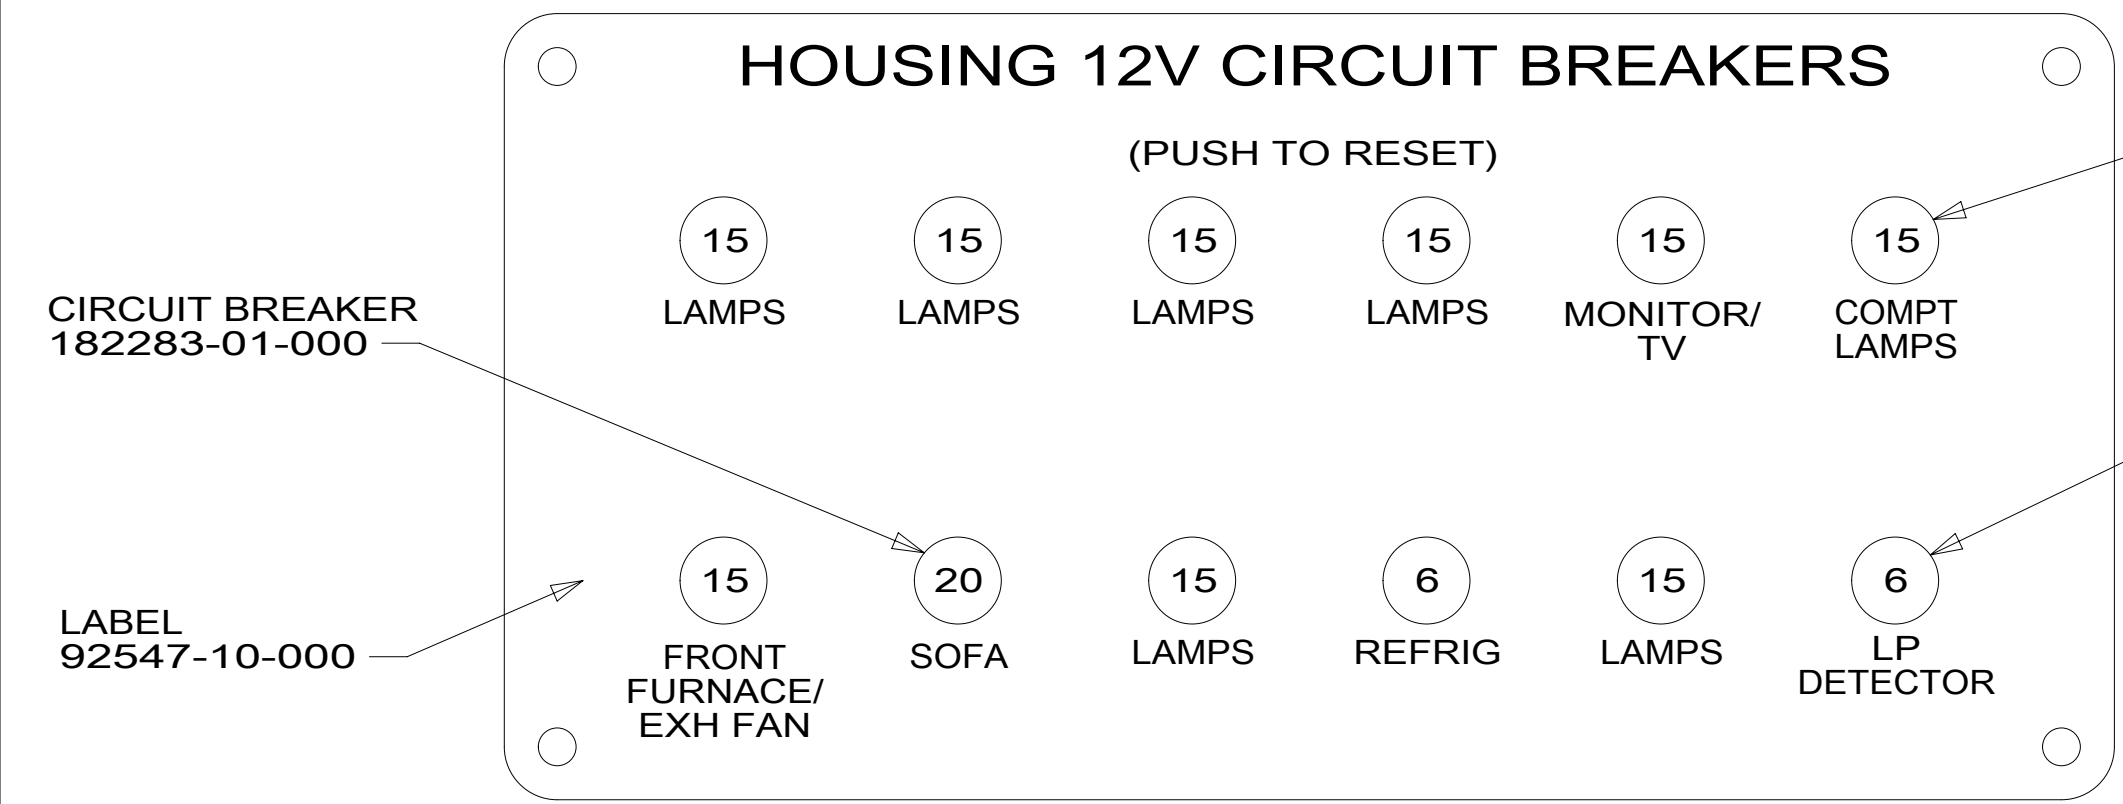 HOUSING 12V CIRCUIT BREAKERS
(PUSH TO RESET)
15 15 15 15 15 15
LAMPS LAMPS LAMPS LAMPS MONITOR/ COMPT
TV LAMPS
CIRCUIT BREAKER
182283-01-000
15 20 15 6 15 6
LABEL
92547-10-000
FRONT SOFA LAMPS REFRIG LAMPS LP
FURNACE/ DETECTOR
EXH FAN